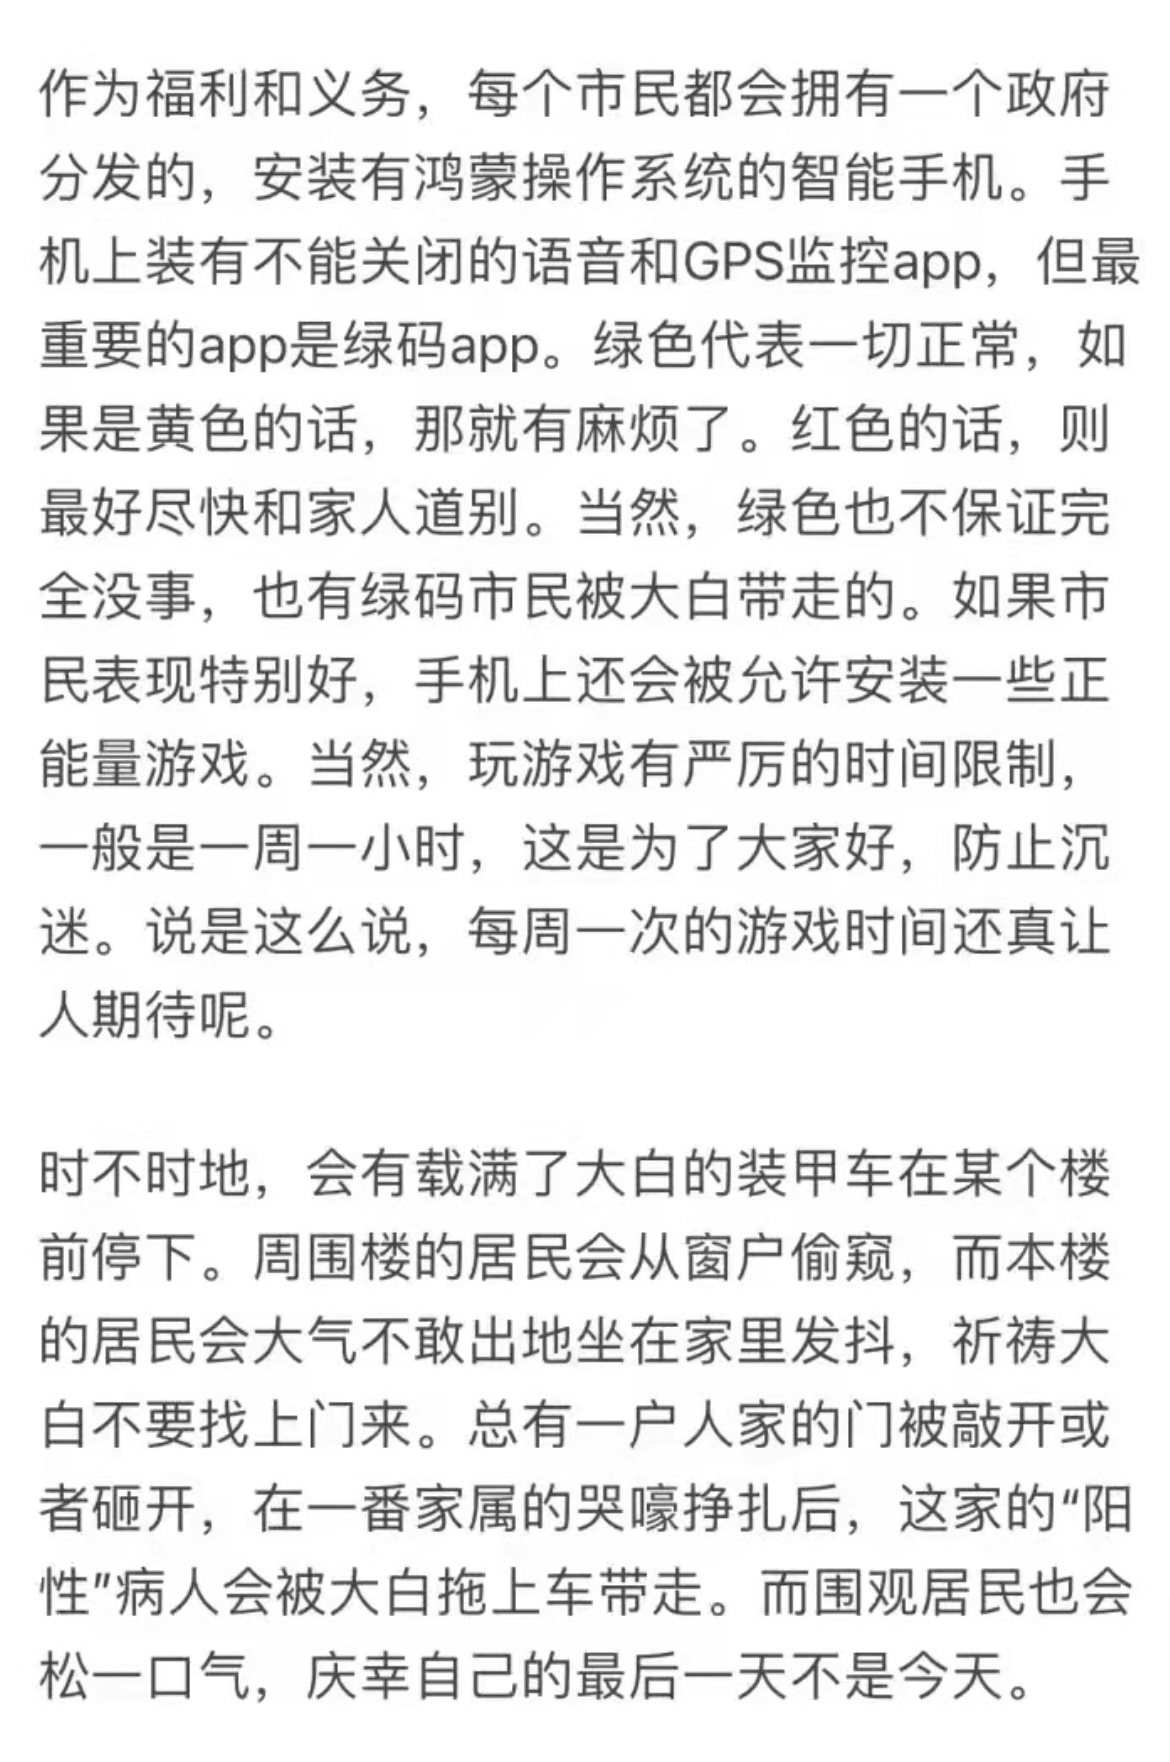 作为福利和义务，每个市民都会拥有一个政府
分发的，安装有鸿蒙操作系统的智能手机。手
机上装有不能关闭的语音和GPS监控app，但最
重要的app是绿码app。绿色代表一切正常，如
果是黄色的话，那就有麻烦了。红色的话，则
最好尽快和家人道别。当然，绿色也不保证完
全没事，也有绿码市民被大白带走的。如果市
民表现特别好，手机上还会被允许安装一些正
能量游戏。当然，玩游戏有严厉的时间限制，
一般是一周一小时，这是为了大家好，防止沉
迷。说是这么说，每周一次的游戏时间还真让
人期待呢。
时不时地，会有载满了大白的装甲车在某个楼
前停下。周围楼的居民会从窗户偷窥，而本楼
的居民会大气不敢出地坐在家里发抖，祈祷大
白不要找上门来。总有一户人家的门被敲开或
者砸开，在一番家属的哭嚎挣扎后，这家的“阳
性”病人会被大白拖上车带走。而围观居民也会
松一口气，庆幸自己的最后一天不是今天。